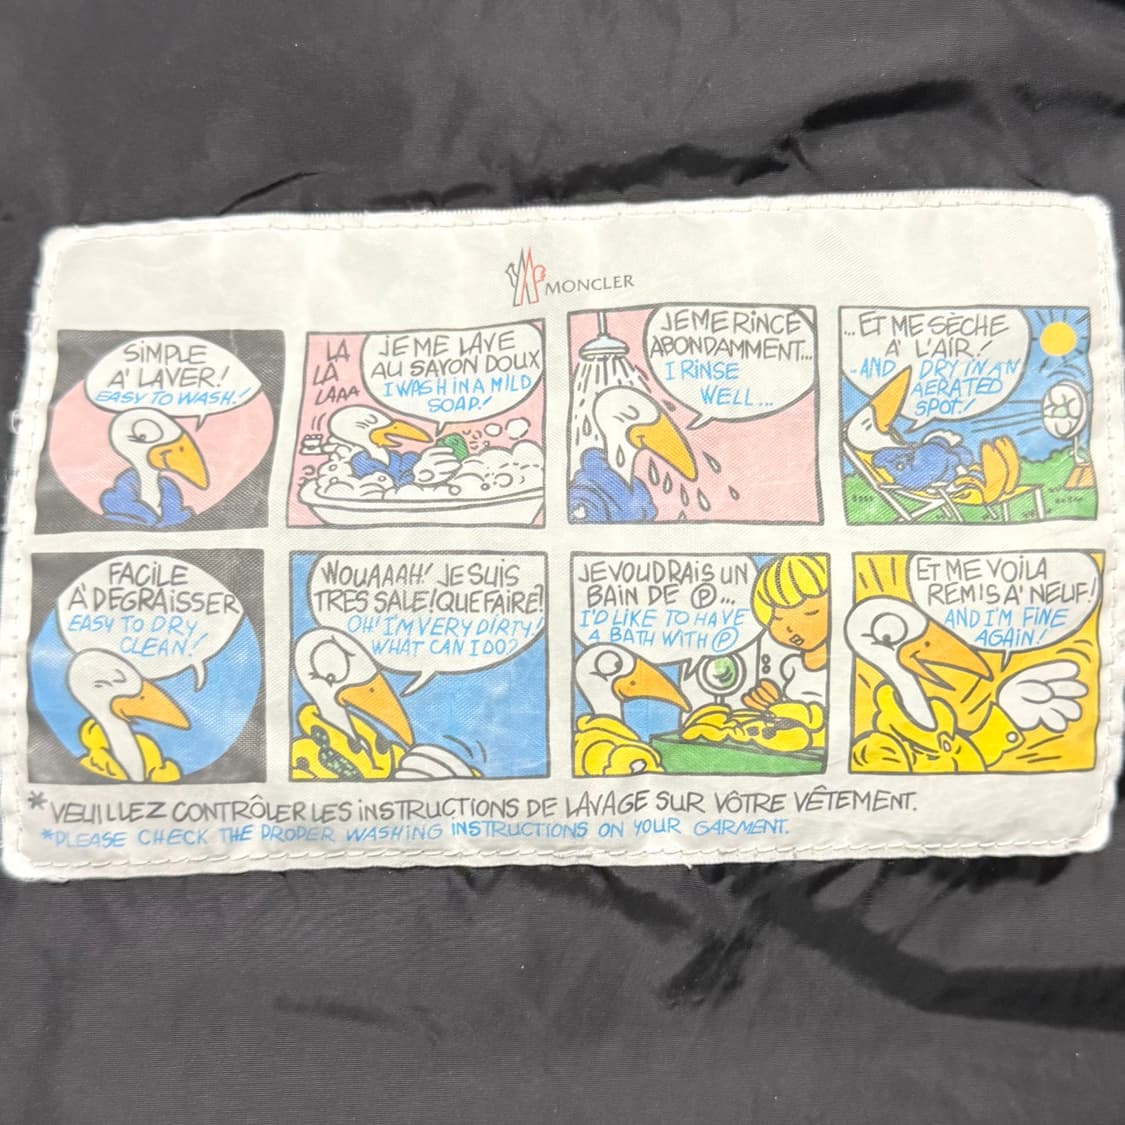 MONCLER
SIMPLE
A' LAVER!
EASY TO WASH!
LA
LA
LAAA
JE ME LAVE
AU SAVON DOUX
I WASH IN A MILD
SOAP!
JE ME RINCE
ABONDAMMENT...
I RINSE
WELL...
...ET ME SÈCHE
A' L'AIR!
-AND DRY IN AN
AERATED
SPOT!
FACILE
A' DEGRAISSER
EASY TO DRY
CLEAN!
WOUAAAH! JE SUIS
TRES SALE! QUE FAIRE?
OH! I'M VERY DIRTY!
WHAT CAN I DO?
JE VOUDRAIS UN
BAIN DE Ⓟ...
I'D LIKE TO HAVE
A BATH WITH Ⓟ
ET ME VOILA
REMIS A' NEUF!
AND I'M FINE
AGAIN!
*VEUILLEZ CONTRÔLER LES INSTRUCTIONS DE LAVAGE SUR VÔTRE VÊTEMENT.
*PLEASE CHECK THE PROPER WASHING INSTRUCTIONS ON YOUR GARMENT.